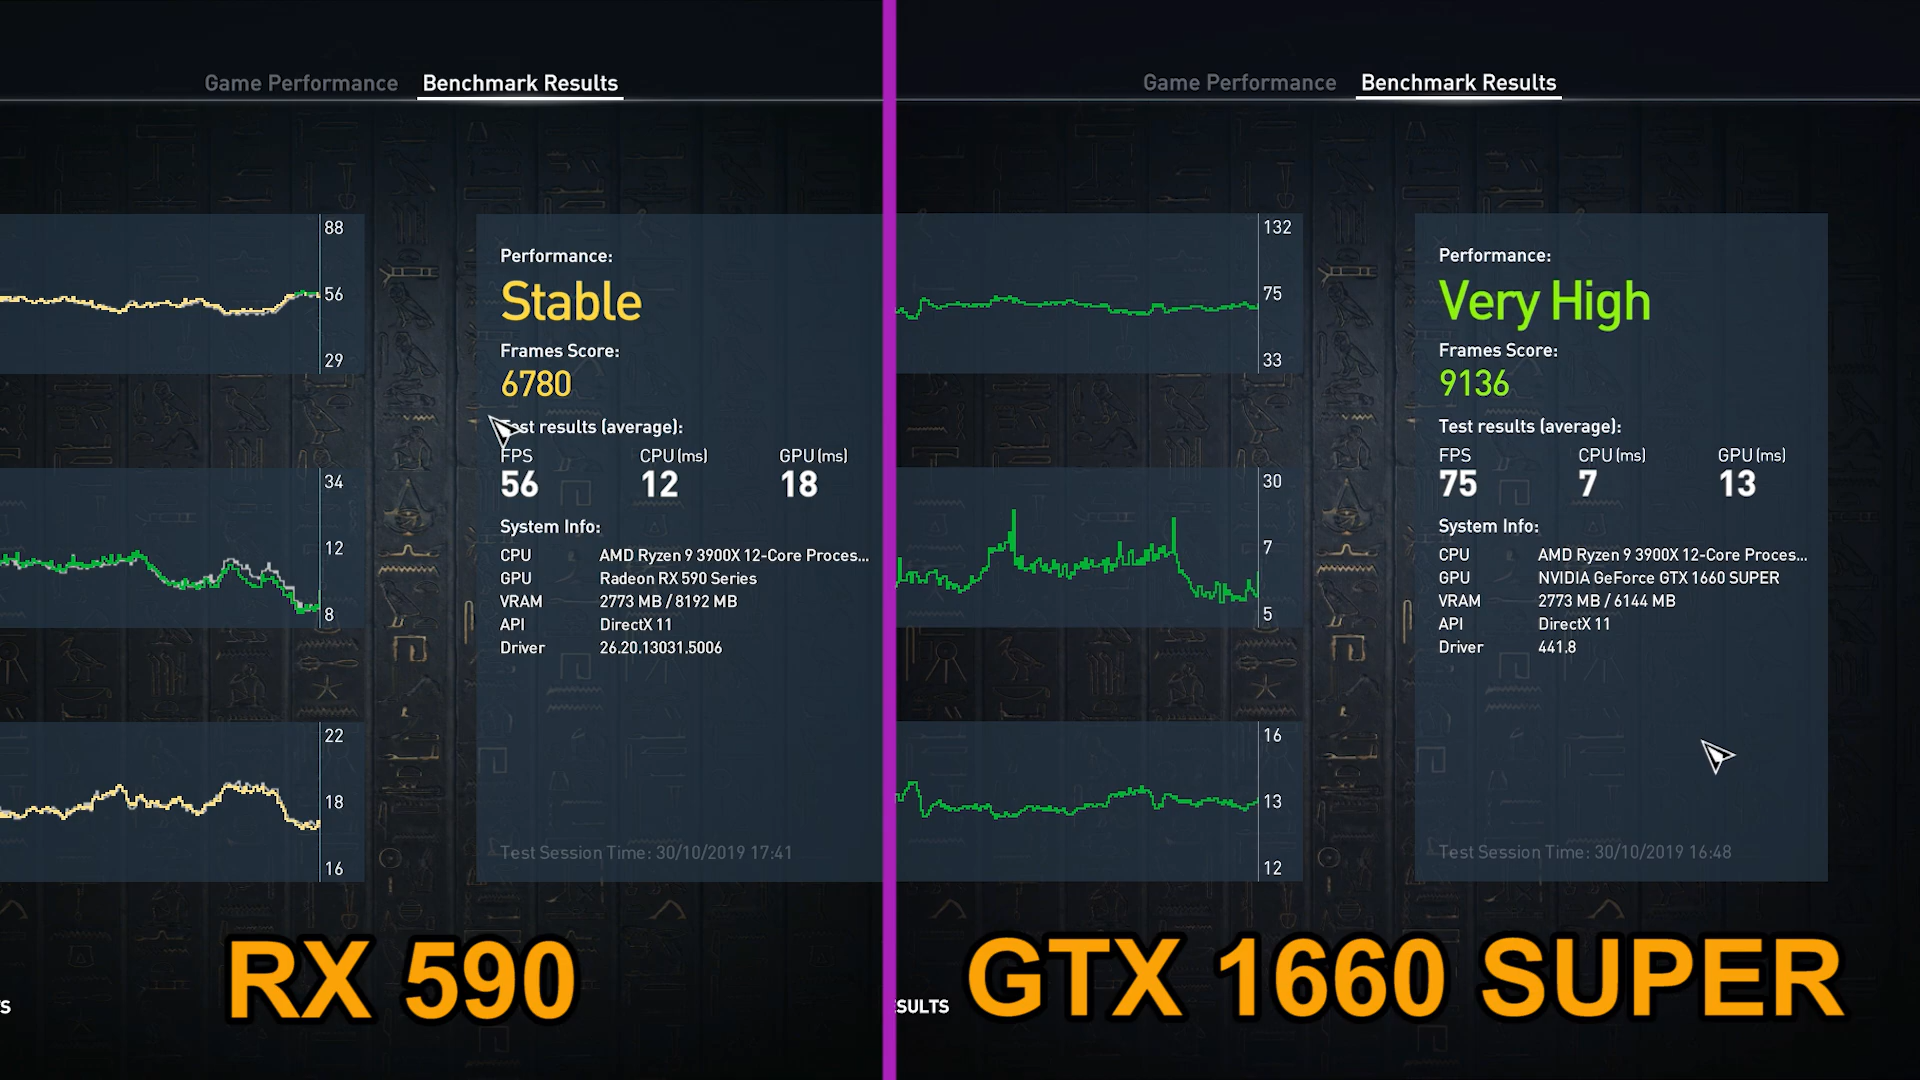 Game Performance Benchmark Results
88
56
29
Performance:
Stable
Frames Score:
6780
Test results (average):
FPS CPU (ms) GPU (ms)
56 12 18
34
12
8
System Info:
CPU AMD Ryzen 9 3900X 12-Core Proces...
GPU Radeon RX 590 Series
VRAM 2773 MB / 8192 MB
API DirectX 11
Driver 26.20.13031.5006
22
18
16
Test Session Time: 30/10/2019 17:41
RX 590
Game Performance Benchmark Results
132
75
33
Performance:
Very High
Frames Score:
9136
Test results (average):
FPS CPU (ms) GPU (ms)
75 7 13
30
7
5
System Info:
CPU AMD Ryzen 9 3900X 12-Core Proces...
GPU NVIDIA GeForce GTX 1660 SUPER
VRAM 2773 MB / 6144 MB
API DirectX 11
Driver 441.8
16
13
12
Test Session Time: 30/10/2019 16:48
GTX 1660 SUPER
SULTS